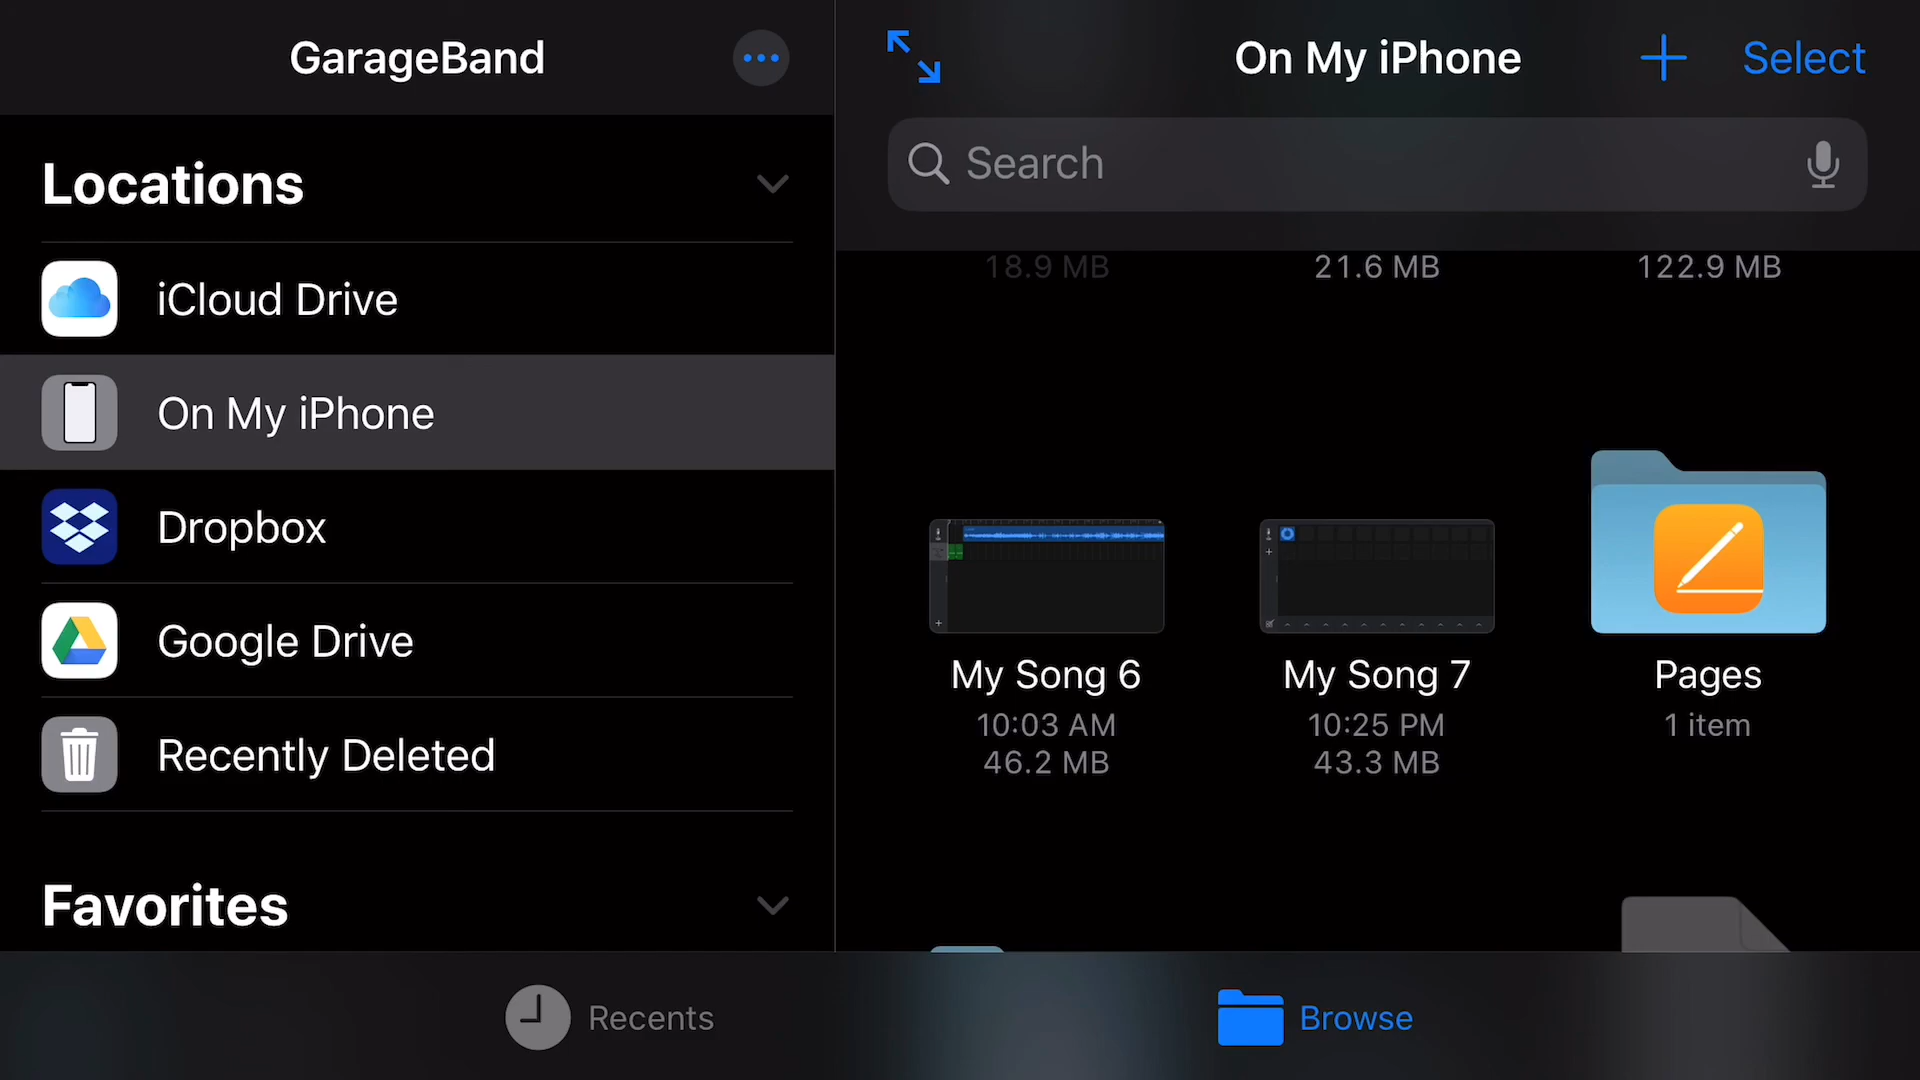 GarageBand
Locations
iCloud Drive
On My iPhone
Dropbox
Google Drive
Recently Deleted
Favorites
On My iPhone
Select
Search
18.9 MB
21.6 MB
122.9 MB
My Song 6
10:03 AM
46.2 MB
My Song 7
10:25 PM
43.3 MB
Pages
1 item
Recents
Browse